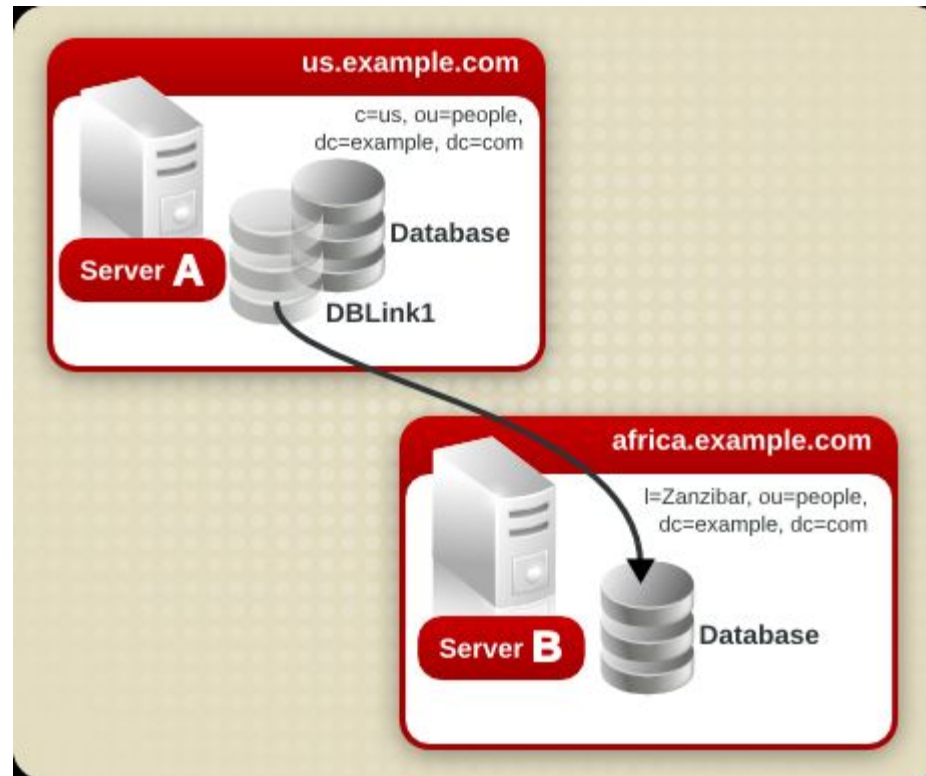 us.example.com
c=us, ou=people,
dc=example, dc=com
Database
Server A
DBLink1
africa.example.com
l=Zanzibar, ou=people,
dc=example, dc=com
Database
Server B